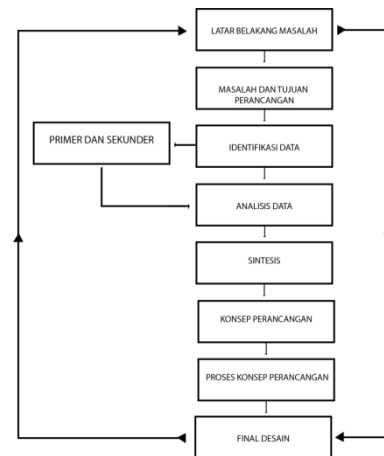 LATAR BELAKANG MASALAH
MASALAH DAN TUJUAN
PERANCANGAN
PRIMER DAN SEKUNDER
IDENTIFIKASI DATA
ANALISIS DATA
SINTESIS
KONSEP PERANCANGAN
PROSES KONSEP PERANCANGAN
FINAL DESAIN